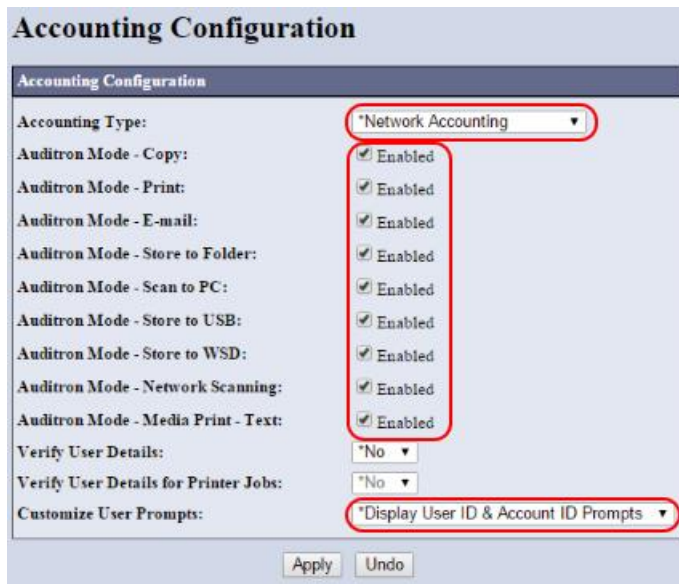 Accounting Configuration
Accounting Configuration
Accounting Type: *Network Accounting
Auditron Mode - Copy: Enabled
Auditron Mode - Print: Enabled
Auditron Mode - E-mail: Enabled
Auditron Mode - Store to Folder: Enabled
Auditron Mode - Scan to PC: Enabled
Auditron Mode - Store to USB: Enabled
Auditron Mode - Store to WSD: Enabled
Auditron Mode - Network Scanning: Enabled
Auditron Mode - Media Print - Text: Enabled
Verify User Details: *No
Verify User Details for Printer Jobs: *No
Customize User Prompts: *Display User ID & Account ID Prompts
Apply Undo